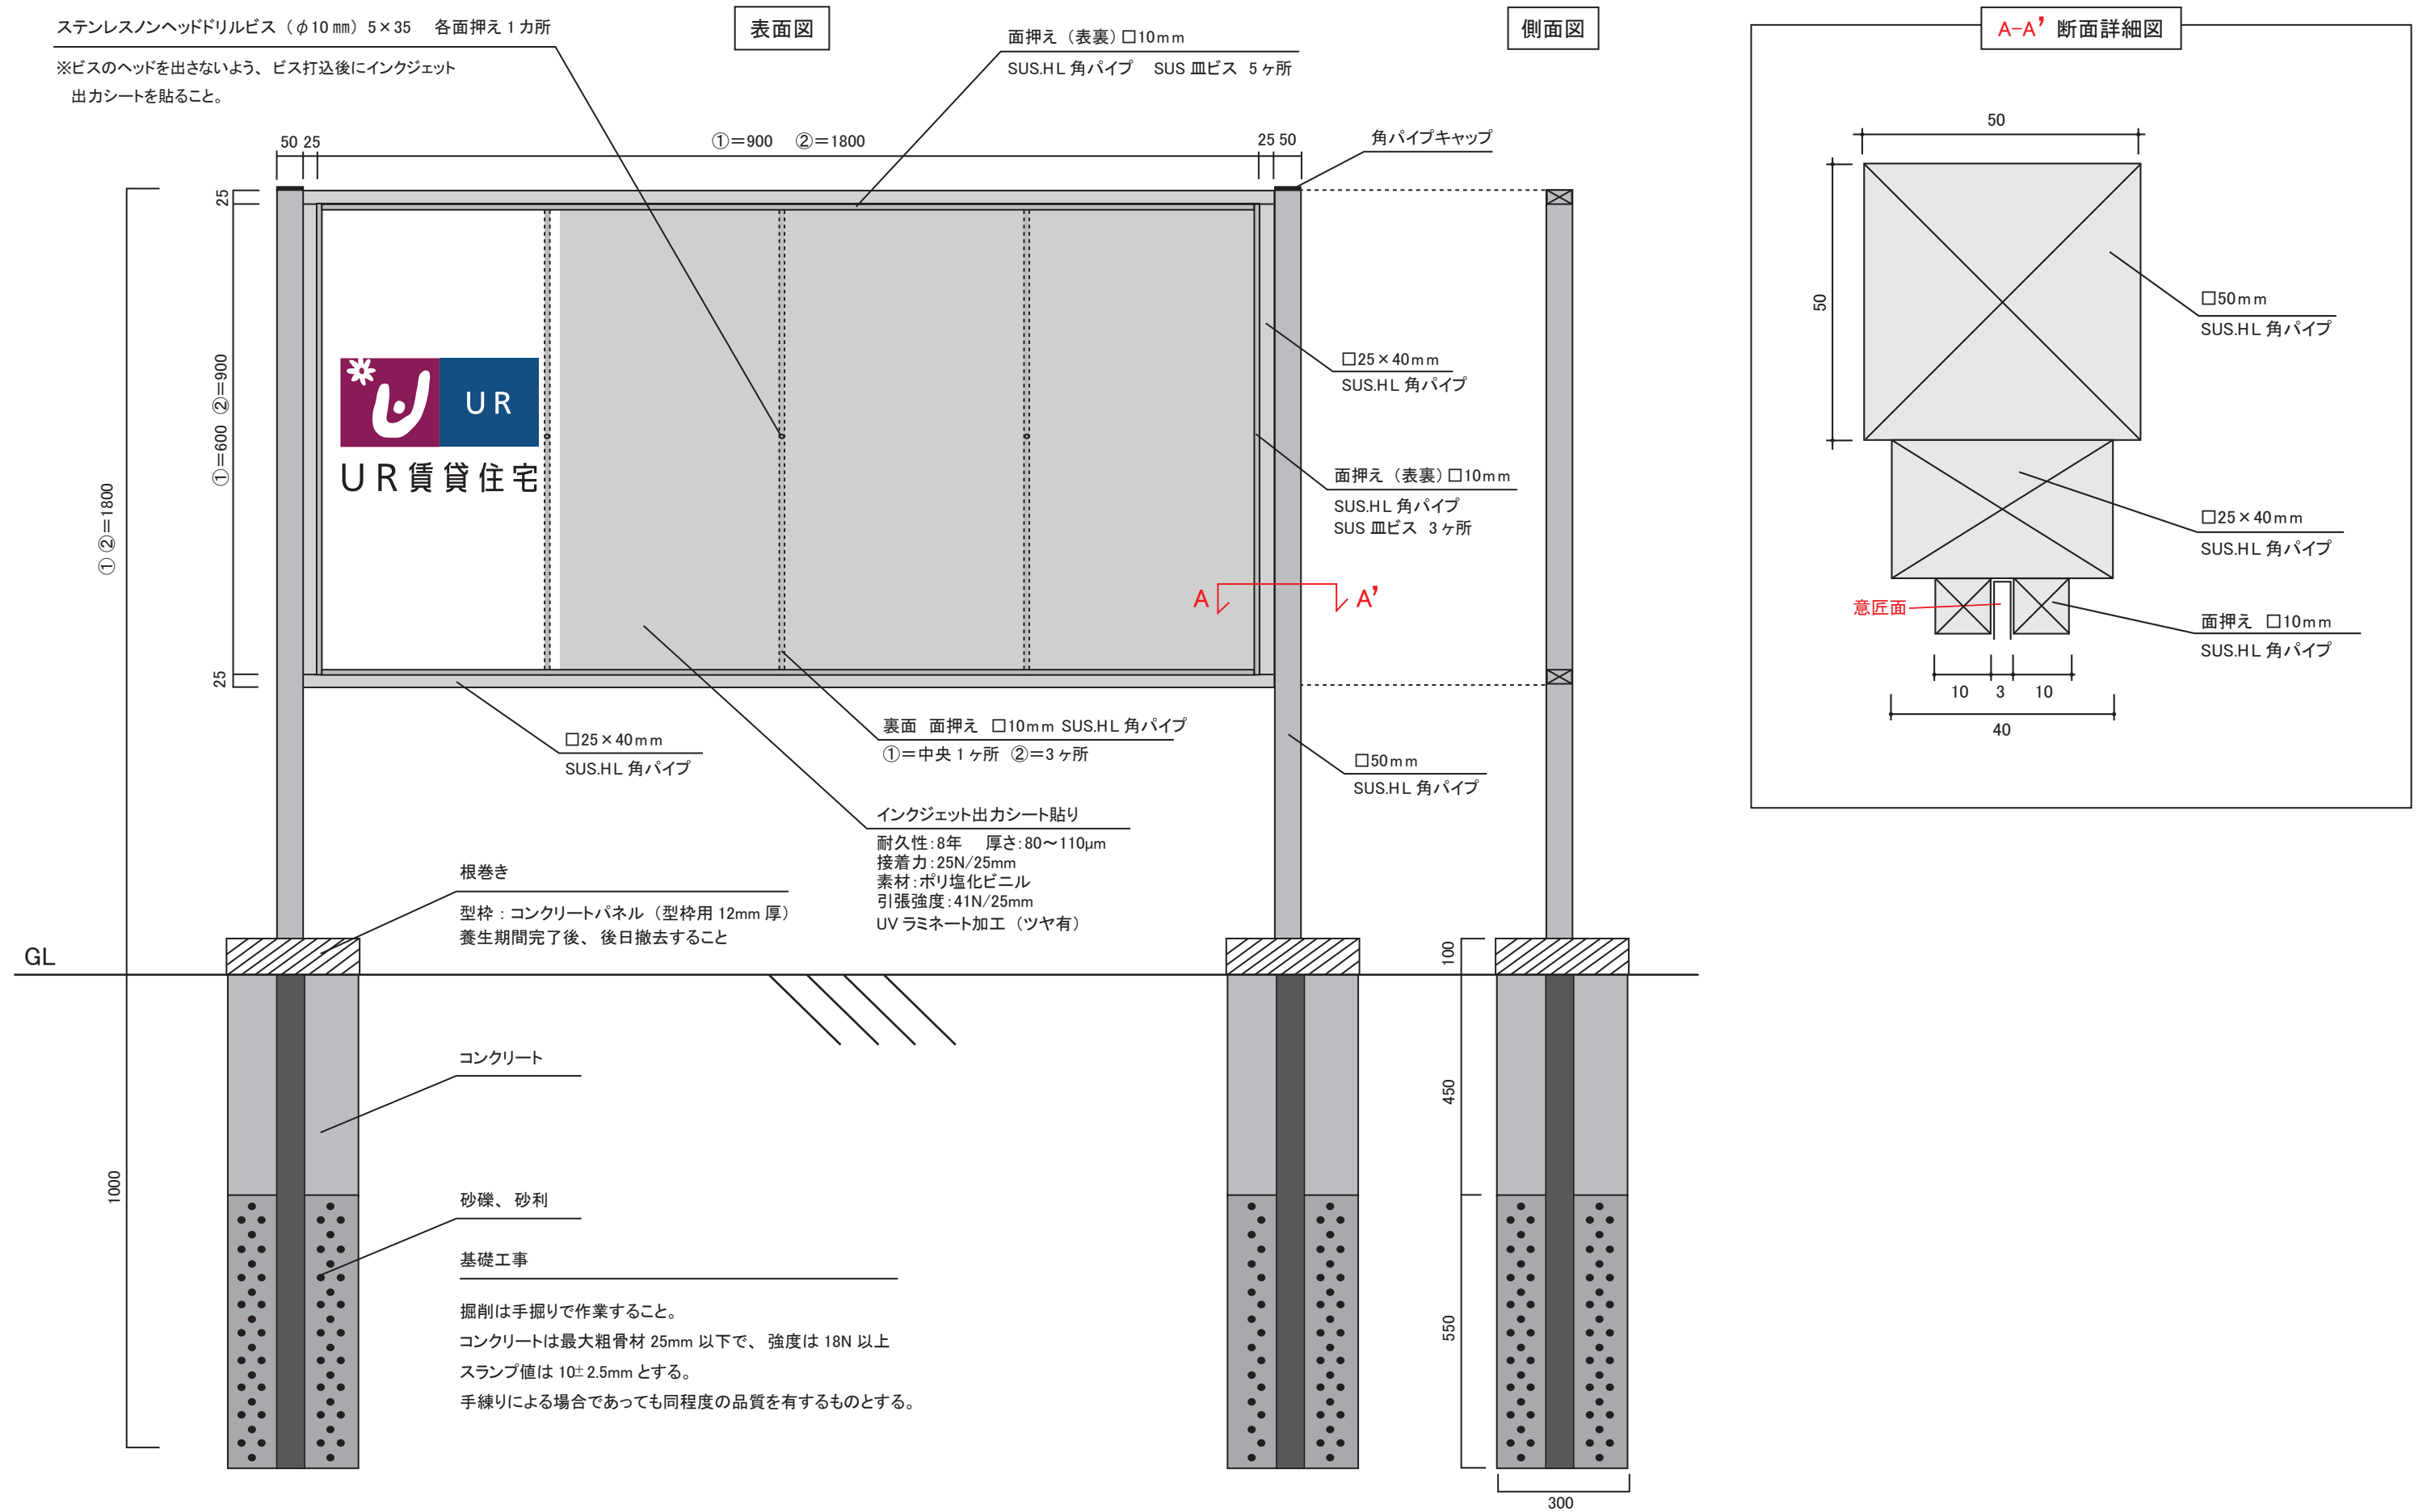 ステンレスノンヘッドドリルビス（φ10㎜）5×35　各面押え1カ所
※ビスのヘッドを出さないよう、ビス打込後にインクジェット
出力シートを貼ること。
表面図
面押え（表裏）□10mm
SUS.HL 角パイプ　SUS 皿ビス 5ヶ所
側面図
A-A’ 断面詳細図
50 25
①＝900　②＝1800
25 50
角パイプキャップ
25
①＝600 ②＝900
25
① ②＝1800
1000
UR
UR賃貸住宅
□25×40mm
SUS.HL 角パイプ
面押え（表裏）□10mm
SUS.HL 角パイプ
SUS 皿ビス 3ヶ所
A
A’
□25×40mm
SUS.HL 角パイプ
裏面 面押え □10mm SUS.HL 角パイプ
①＝中央1ヶ所 ②＝3ヶ所
□50mm
SUS.HL 角パイプ
インクジェット出力シート貼り
耐久性：8年　厚さ：80～110μm
接着力：25N/25mm
素材：ポリ塩化ビニル
引張強度：41N/25mm
UV ラミネート加工（ツヤ有）
根巻き
型枠：コンクリートパネル（型枠用 12mm 厚）
養生期間完了後、後日撤去すること
GL
コンクリート
砂礫、砂利
基礎工事
掘削は手掘りで作業すること。
コンクリートは最大粗骨材 25mm 以下で、強度は 18N 以上
スランプ値は 10±2.5mm とする。
手練りによる場合であっても同程度の品質を有するものとする。
100
450
550
300
50
50
□50mm
SUS.HL 角パイプ
□25×40mm
SUS.HL 角パイプ
意匠面
面押え □10mm
SUS.HL 角パイプ
10 3 10
40